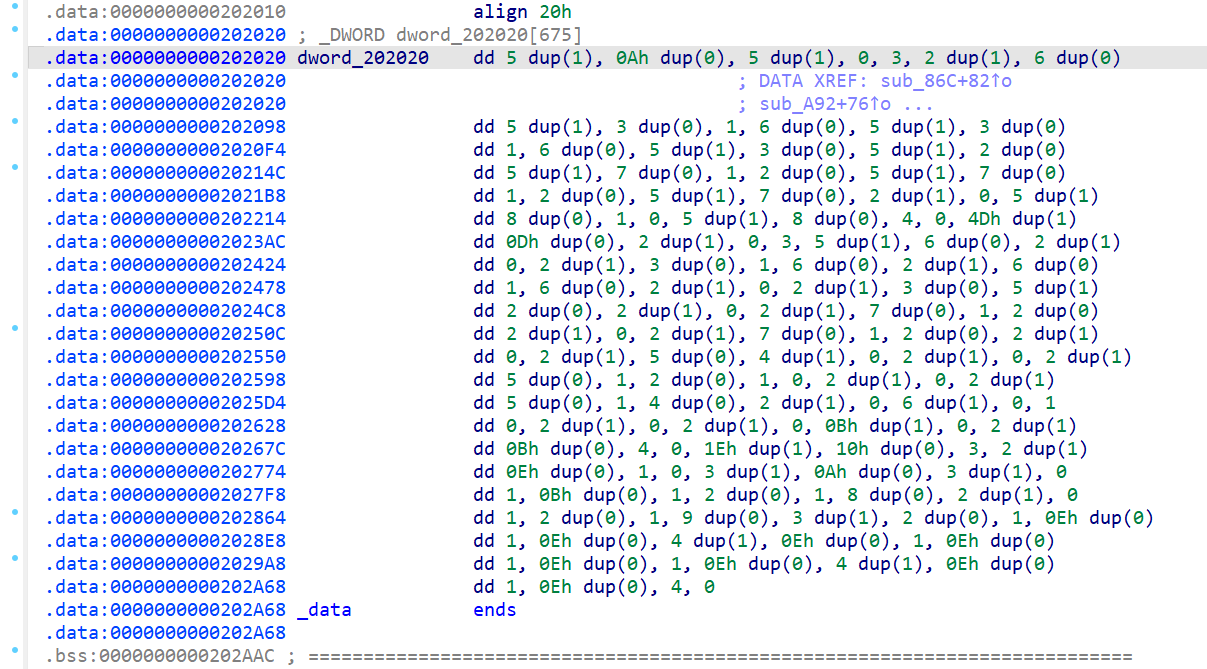 .data:0000000000202010 align 20h
.data:0000000000202020 ; _DWORD dword_202020[675]
.data:0000000000202020 dword_202020 dd 5 dup(1), 0Ah dup(0), 5 dup(1), 0, 3, 2 dup(1), 6 dup(0)
.data:0000000000202020 ; DATA XREF: sub_86C+82↑o
.data:0000000000202020 ; sub_A92+76↑o ...
.data:0000000000202098 dd 5 dup(1), 3 dup(0), 1, 6 dup(0), 5 dup(1), 3 dup(0)
.data:00000000002020F4 dd 1, 6 dup(0), 5 dup(1), 3 dup(0), 5 dup(1), 2 dup(0)
.data:000000000020214C dd 5 dup(1), 7 dup(0), 1, 2 dup(0), 5 dup(1), 7 dup(0)
.data:00000000002021B8 dd 1, 2 dup(0), 5 dup(1), 7 dup(0), 2 dup(1), 0, 5 dup(1)
.data:0000000000202214 dd 8 dup(0), 1, 0, 5 dup(1), 8 dup(0), 4, 0, 4Dh dup(1)
.data:00000000002023AC dd 0Dh dup(0), 2 dup(1), 0, 3, 5 dup(1), 6 dup(0), 2 dup(1)
.data:0000000000202424 dd 0, 2 dup(1), 3 dup(0), 1, 6 dup(0), 2 dup(1), 6 dup(0)
.data:0000000000202478 dd 1, 6 dup(0), 2 dup(1), 0, 2 dup(1), 3 dup(0), 5 dup(1)
.data:00000000002024C8 dd 2 dup(0), 2 dup(1), 0, 2 dup(1), 7 dup(0), 1, 2 dup(0)
.data:000000000020250C dd 2 dup(1), 0, 2 dup(1), 7 dup(0), 1, 2 dup(0), 2 dup(1)
.data:0000000000202550 dd 0, 2 dup(1), 5 dup(0), 4 dup(1), 0, 2 dup(1), 0, 2 dup(1)
.data:0000000000202598 dd 5 dup(0), 1, 2 dup(0), 1, 0, 2 dup(1), 0, 2 dup(1)
.data:00000000002025D4 dd 5 dup(0), 1, 4 dup(0), 2 dup(1), 0, 6 dup(1), 0, 1
.data:0000000000202628 dd 0, 2 dup(1), 0, 2 dup(1), 0, 0Bh dup(1), 0, 2 dup(1)
.data:000000000020267C dd 0Bh dup(0), 4, 0, 1Eh dup(1), 10h dup(0), 3, 2 dup(1)
.data:0000000000202774 dd 0Eh dup(0), 1, 0, 3 dup(1), 0Ah dup(0), 3 dup(1), 0
.data:00000000002027F8 dd 1, 0Bh dup(0), 1, 2 dup(0), 1, 8 dup(0), 2 dup(1), 0
.data:0000000000202864 dd 1, 2 dup(0), 1, 9 dup(0), 3 dup(1), 2 dup(0), 1, 0Eh dup(0)
.data:00000000002028E8 dd 1, 0Eh dup(0), 4 dup(1), 0Eh dup(0), 1, 0Eh dup(0)
.data:00000000002029A8 dd 1, 0Eh dup(0), 1, 0Eh dup(0), 4 dup(1), 0Eh dup(0)
.data:0000000000202A68 dd 1, 0Eh dup(0), 4, 0
.data:0000000000202A68 _data ends
.data:0000000000202A68
.bss:0000000000202AAC ; ===========================================================================